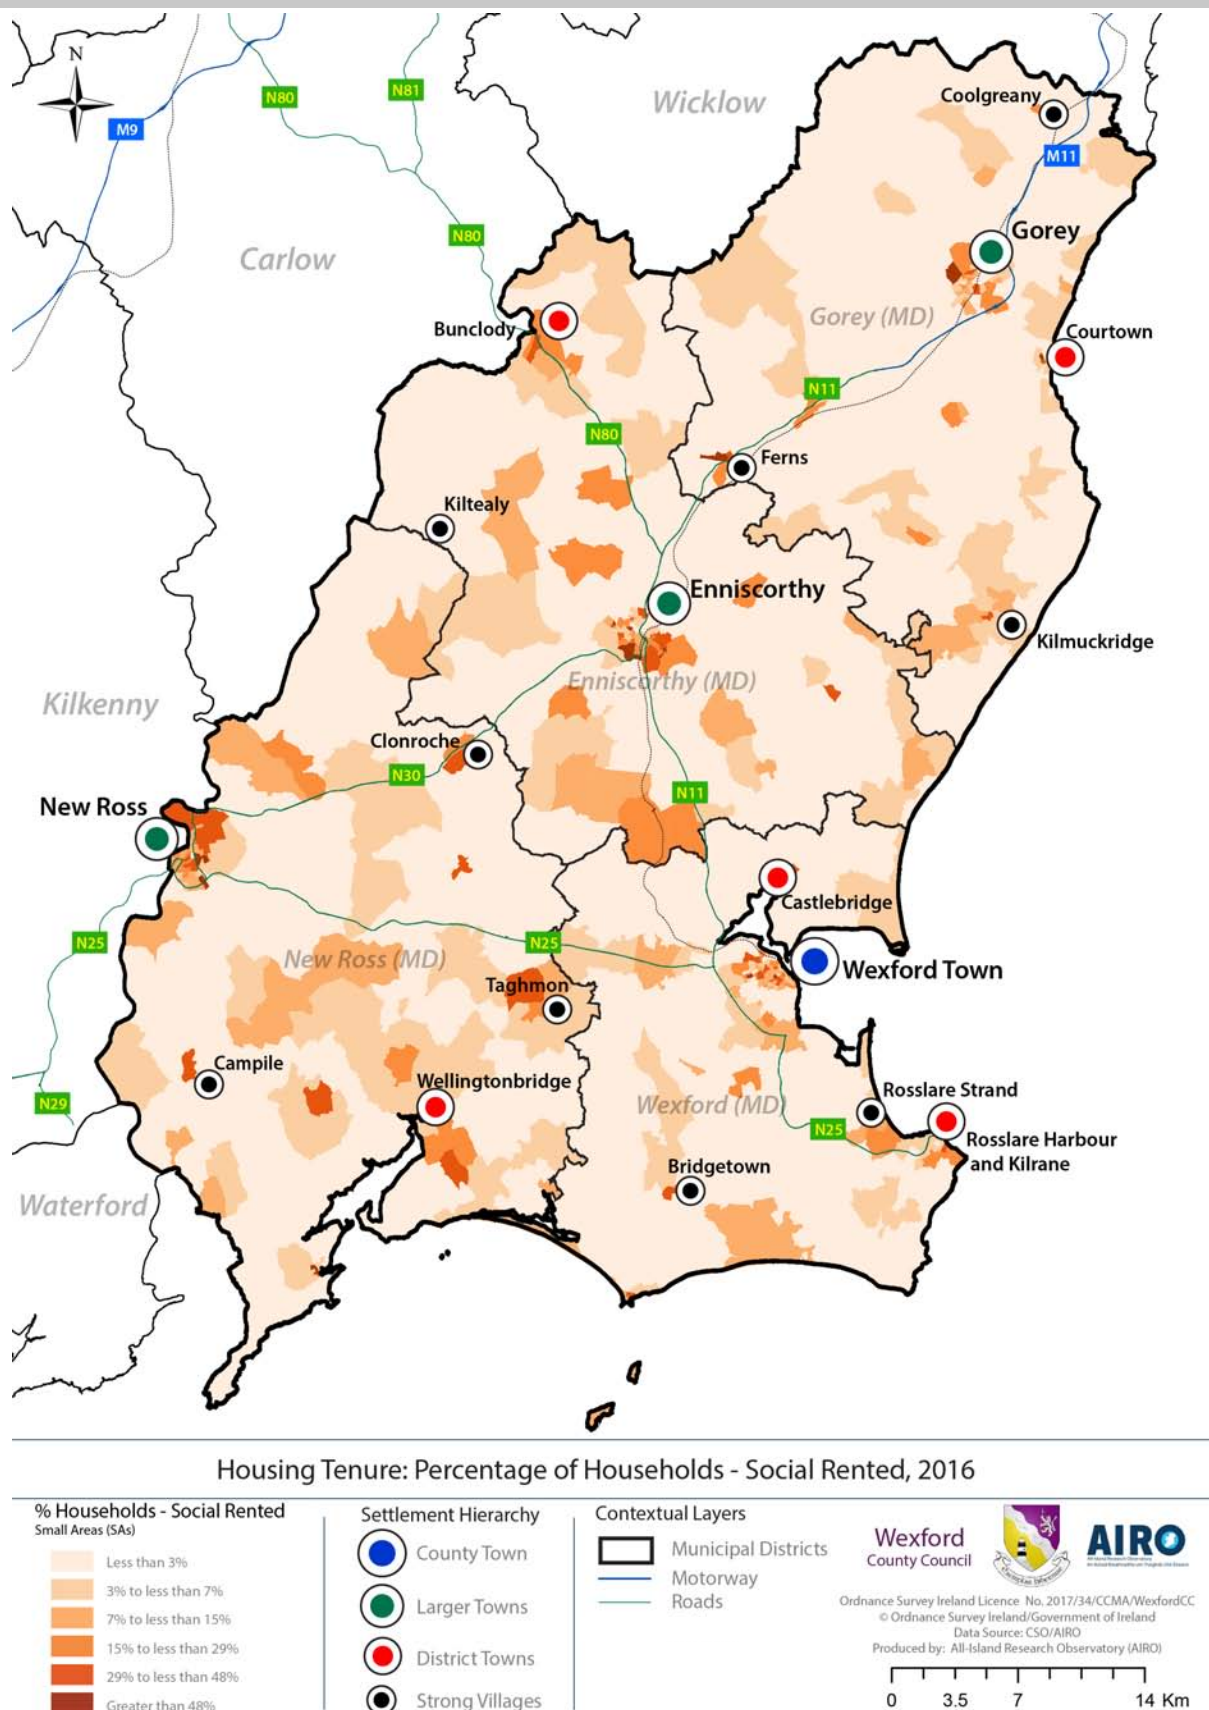 N
N80
N81
Wicklow
Coolgreany
M9
M11
N80
Gorey
Carlow
Gorey (MD)
Bunclody
Courtown
N11
N80
Ferns
Kiltealy
Enniscorthy
Kilmuckridge
Enniscorthy (MD)
Kilkenny
Clonroche
N30
N11
New Ross
Castlebridge
N25
N25
New Ross (MD)
Wexford Town
Taghmon
Campile
Wellingtonbridge
Rosslare Strand
N29
Wexford (MD)
N25
Rosslare Harbour
and Kilrane
Bridgetown
Waterford
Housing Tenure: Percentage of Households - Social Rented, 2016
% Households - Social Rented
Small Areas (SAs)
Less than 3%
3% to less than 7%
7% to less than 15%
15% to less than 29%
29% to less than 48%
Greater than 48%
Settlement Hierarchy
County Town
Larger Towns
District Towns
Strong Villages
Contextual Layers
Municipal Districts
Motorway
Roads
Wexford
County Council
AIRO
Ordnance Survey Ireland Licence No. 2017/34/CCMA/WexfordCC
© Ordnance Survey Ireland/Government of Ireland
Data Source: CSO/AIRO
Produced by: All-Island Research Observatory (AIRO)
0 3.5 7 14 Km